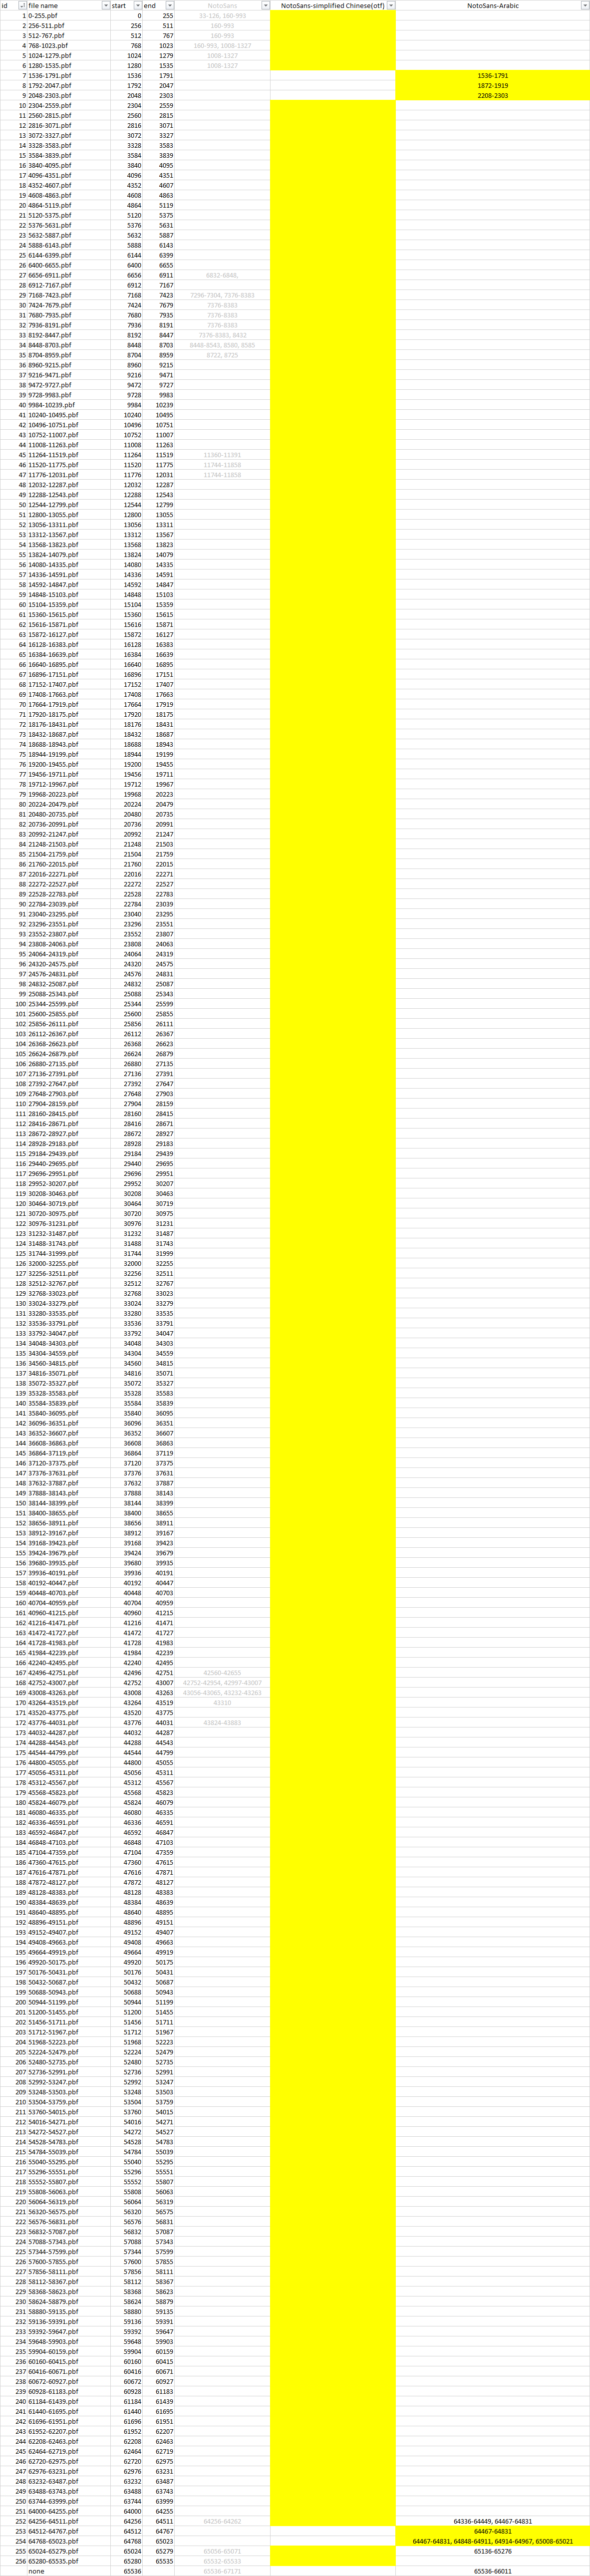 id file name start end NotoSans NotoSans-simplified Chinese(otf) NotoSans-Arabic
1 0-255.pbf 0 255 33-126, 160-993
2 256-511.pbf 256 511 160-993
3 512-767.pbf 512 767 160-993
4 768-1023.pbf 768 1023 160-993, 1008-1327
5 1024-1279.pbf 1024 1279 1008-1327
6 1280-1535.pbf 1280 1535 1008-1327
7 1536-1791.pbf 1536 1791 1536-1791
8 1792-2047.pbf 1792 2047 1872-1919
9 2048-2303.pbf 2048 2303 2208-2303
10 2304-2559.pbf 2304 2559
11 2560-2815.pbf 2560 2815
12 2816-3071.pbf 2816 3071
13 3072-3327.pbf 3072 3327
14 3328-3583.pbf 3328 3583
15 3584-3839.pbf 3584 3839
16 3840-4095.pbf 3840 4095
17 4096-4351.pbf 4096 4351
18 4352-4607.pbf 4352 4607
19 4608-4863.pbf 4608 4863
20 4864-5119.pbf 4864 5119
21 5120-5375.pbf 5120 5375
22 5376-5631.pbf 5376 5631
23 5632-5887.pbf 5632 5887
24 5888-6143.pbf 5888 6143
25 6144-6399.pbf 6144 6399
26 6400-6655.pbf 6400 6655
27 6656-6911.pbf 6656 6911 6832-6848,
28 6912-7167.pbf 6912 7167
29 7168-7423.pbf 7168 7423 7296-7304, 7376-8383
30 7424-7679.pbf 7424 7679 7376-8383
31 7680-7935.pbf 7680 7935 7376-8383
32 7936-8191.pbf 7936 8191 7376-8383
33 8192-8447.pbf 8192 8447 7376-8383, 8432
34 8448-8703.pbf 8448 8703 8448-8543, 8580, 8585
35 8704-8959.pbf 8704 8959 8722, 8725
36 8960-9215.pbf 8960 9215
37 9216-9471.pbf 9216 9471
38 9472-9727.pbf 9472 9727
39 9728-9983.pbf 9728 9983
40 9984-10239.pbf 9984 10239
41 10240-10495.pbf 10240 10495
42 10496-10751.pbf 10496 10751
43 10752-11007.pbf 10752 11007
44 11008-11263.pbf 11008 11263
45 11264-11519.pbf 11264 11519 11360-11391
46 11520-11775.pbf 11520 11775 11744-11858
47 11776-12031.pbf 11776 12031 11744-11858
48 12032-12287.pbf 12032 12287
49 12288-12543.pbf 12288 12543
50 12544-12799.pbf 12544 12799
51 12800-13055.pbf 12800 13055
52 13056-13311.pbf 13056 13311
53 13312-13567.pbf 13312 13567
54 13568-13823.pbf 13568 13823
55 13824-14079.pbf 13824 14079
56 14080-14335.pbf 14080 14335
57 14336-14591.pbf 14336 14591
58 14592-14847.pbf 14592 14847
59 14848-15103.pbf 14848 15103
60 15104-15359.pbf 15104 15359
61 15360-15615.pbf 15360 15615
62 15616-15871.pbf 15616 15871
63 15872-16127.pbf 15872 16127
64 16128-16383.pbf 16128 16383
65 16384-16639.pbf 16384 16639
66 16640-16895.pbf 16640 16895
67 16896-17151.pbf 16896 17151
68 17152-17407.pbf 17152 17407
69 17408-17663.pbf 17408 17663
70 17664-17919.pbf 17664 17919
71 17920-18175.pbf 17920 18175
72 18176-18431.pbf 18176 18431
73 18432-18687.pbf 18432 18687
74 18688-18943.pbf 18688 18943
75 18944-19199.pbf 18944 19199
76 19200-19455.pbf 19200 19455
77 19456-19711.pbf 19456 19711
78 19712-19967.pbf 19712 19967
79 19968-20223.pbf 19968 20223
80 20224-20479.pbf 20224 20479
81 20480-20735.pbf 20480 20735
82 20736-20991.pbf 20736 20991
83 20992-21247.pbf 20992 21247
84 21248-21503.pbf 21248 21503
85 21504-21759.pbf 21504 21759
86 21760-22015.pbf 21760 22015
87 22016-22271.pbf 22016 22271
88 22272-22527.pbf 22272 22527
89 22528-22783.pbf 22528 22783
90 22784-23039.pbf 22784 23039
91 23040-23295.pbf 23040 23295
92 23296-23551.pbf 23296 23551
93 23552-23807.pbf 23552 23807
94 23808-24063.pbf 23808 24063
95 24064-24319.pbf 24064 24319
96 24320-24575.pbf 24320 24575
97 24576-24831.pbf 24576 24831
98 24832-25087.pbf 24832 25087
99 25088-25343.pbf 25088 25343
100 25344-25599.pbf 25344 25599
101 25600-25855.pbf 25600 25855
102 25856-26111.pbf 25856 26111
103 26112-26367.pbf 26112 26367
104 26368-26623.pbf 26368 26623
105 26624-26879.pbf 26624 26879
106 26880-27135.pbf 26880 27135
107 27136-27391.pbf 27136 27391
108 27392-27647.pbf 27392 27647
109 27648-27903.pbf 27648 27903
110 27904-28159.pbf 27904 28159
111 28160-28415.pbf 28160 28415
112 28416-28671.pbf 28416 28671
113 28672-28927.pbf 28672 28927
114 28928-29183.pbf 28928 29183
115 29184-29439.pbf 29184 29439
116 29440-29695.pbf 29440 29695
117 29696-29951.pbf 29696 29951
118 29952-30207.pbf 29952 30207
119 30208-30463.pbf 30208 30463
120 30464-30719.pbf 30464 30719
121 30720-30975.pbf 30720 30975
122 30976-31231.pbf 30976 31231
123 31232-31487.pbf 31232 31487
124 31488-31743.pbf 31488 31743
125 31744-31999.pbf 31744 31999
126 32000-32255.pbf 32000 32255
127 32256-32511.pbf 32256 32511
128 32512-32767.pbf 32512 32767
129 32768-33023.pbf 32768 33023
130 33024-33279.pbf 33024 33279
131 33280-33535.pbf 33280 33535
132 33536-33791.pbf 33536 33791
133 33792-34047.pbf 33792 34047
134 34048-34303.pbf 34048 34303
135 34304-34559.pbf 34304 34559
136 34560-34815.pbf 34560 34815
137 34816-35071.pbf 34816 35071
138 35072-35327.pbf 35072 35327
139 35328-35583.pbf 35328 35583
140 35584-35839.pbf 35584 35839
141 35840-36095.pbf 35840 36095
142 36096-36351.pbf 36096 36351
143 36352-36607.pbf 36352 36607
144 36608-36863.pbf 36608 36863
145 36864-37119.pbf 36864 37119
146 37120-37375.pbf 37120 37375
147 37376-37631.pbf 37376 37631
148 37632-37887.pbf 37632 37887
149 37888-38143.pbf 37888 38143
150 38144-38399.pbf 38144 38399
151 38400-38655.pbf 38400 38655
152 38656-38911.pbf 38656 38911
153 38912-39167.pbf 38912 39167
154 39168-39423.pbf 39168 39423
155 39424-39679.pbf 39424 39679
156 39680-39935.pbf 39680 39935
157 39936-40191.pbf 39936 40191
158 40192-40447.pbf 40192 40447
159 40448-40703.pbf 40448 40703
160 40704-40959.pbf 40704 40959
161 40960-41215.pbf 40960 41215
162 41216-41471.pbf 41216 41471
163 41472-41727.pbf 41472 41727
164 41728-41983.pbf 41728 41983
165 41984-42239.pbf 41984 42239
166 42240-42495.pbf 42240 42495
167 42496-42751.pbf 42496 42751 42560-42655
168 42752-43007.pbf 42752 43007 42752-42954, 42997-43007
169 43008-43263.pbf 43008 43263 43056-43065, 43232-43263
170 43264-43519.pbf 43264 43519 43310
171 43520-43775.pbf 43520 43775
172 43776-44031.pbf 43776 44031 43824-43883
173 44032-44287.pbf 44032 44287
174 44288-44543.pbf 44288 44543
175 44544-44799.pbf 44544 44799
176 44800-45055.pbf 44800 45055
177 45056-45311.pbf 45056 45311
178 45312-45567.pbf 45312 45567
179 45568-45823.pbf 45568 45823
180 45824-46079.pbf 45824 46079
181 46080-46335.pbf 46080 46335
182 46336-46591.pbf 46336 46591
183 46592-46847.pbf 46592 46847
184 46848-47103.pbf 46848 47103
185 47104-47359.pbf 47104 47359
186 47360-47615.pbf 47360 47615
187 47616-47871.pbf 47616 47871
188 47872-48127.pbf 47872 48127
189 48128-48383.pbf 48128 48383
190 48384-48639.pbf 48384 48639
191 48640-48895.pbf 48640 48895
192 48896-49151.pbf 48896 49151
193 49152-49407.pbf 49152 49407
194 49408-49663.pbf 49408 49663
195 49664-49919.pbf 49664 49919
196 49920-50175.pbf 49920 50175
197 50176-50431.pbf 50176 50431
198 50432-50687.pbf 50432 50687
199 50688-50943.pbf 50688 50943
200 50944-51199.pbf 50944 51199
201 51200-51455.pbf 51200 51455
202 51456-51711.pbf 51456 51711
203 51712-51967.pbf 51712 51967
204 51968-52223.pbf 51968 52223
205 52224-52479.pbf 52224 52479
206 52480-52735.pbf 52480 52735
207 52736-52991.pbf 52736 52991
208 52992-53247.pbf 52992 53247
209 53248-53503.pbf 53248 53503
210 53504-53759.pbf 53504 53759
211 53760-54015.pbf 53760 54015
212 54016-54271.pbf 54016 54271
213 54272-54527.pbf 54272 54527
214 54528-54783.pbf 54528 54783
215 54784-55039.pbf 54784 55039
216 55040-55295.pbf 55040 55295
217 55296-55551.pbf 55296 55551
218 55552-55807.pbf 55552 55807
219 55808-56063.pbf 55808 56063
220 56064-56319.pbf 56064 56319
221 56320-56575.pbf 56320 56575
222 56576-56831.pbf 56576 56831
223 56832-57087.pbf 56832 57087
224 57088-57343.pbf 57088 57343
225 57344-57599.pbf 57344 57599
226 57600-57855.pbf 57600 57855
227 57856-58111.pbf 57856 58111
228 58112-58367.pbf 58112 58367
229 58368-58623.pbf 58368 58623
230 58624-58879.pbf 58624 58879
231 58880-59135.pbf 58880 59135
232 59136-59391.pbf 59136 59391
233 59392-59647.pbf 59392 59647
234 59648-59903.pbf 59648 59903
235 59904-60159.pbf 59904 60159
236 60160-60415.pbf 60160 60415
237 60416-60671.pbf 60416 60671
238 60672-60927.pbf 60672 60927
239 60928-61183.pbf 60928 61183
240 61184-61439.pbf 61184 61439
241 61440-61695.pbf 61440 61695
242 61696-61951.pbf 61696 61951
243 61952-62207.pbf 61952 62207
244 62208-62463.pbf 62208 62463
245 62464-62719.pbf 62464 62719
246 62720-62975.pbf 62720 62975
247 62976-63231.pbf 62976 63231
248 63232-63487.pbf 63232 63487
249 63488-63743.pbf 63488 63743
250 63744-63999.pbf 63744 63999
251 64000-64255.pbf 64000 64255
252 64256-64511.pbf 64256 64511 64256-64262 64336-64449, 64467-64831
253 64512-64767.pbf 64512 64767 64467-64831
254 64768-65023.pbf 64768 65023 64467-64831, 64848-64911, 64914-64967, 65008-65021
255 65024-65279.pbf 65024 65279 65056-65071 65136-65276
256 65280-65535.pbf 65280 65535 65532-65533
none 65536 65536-67171 65536-66011